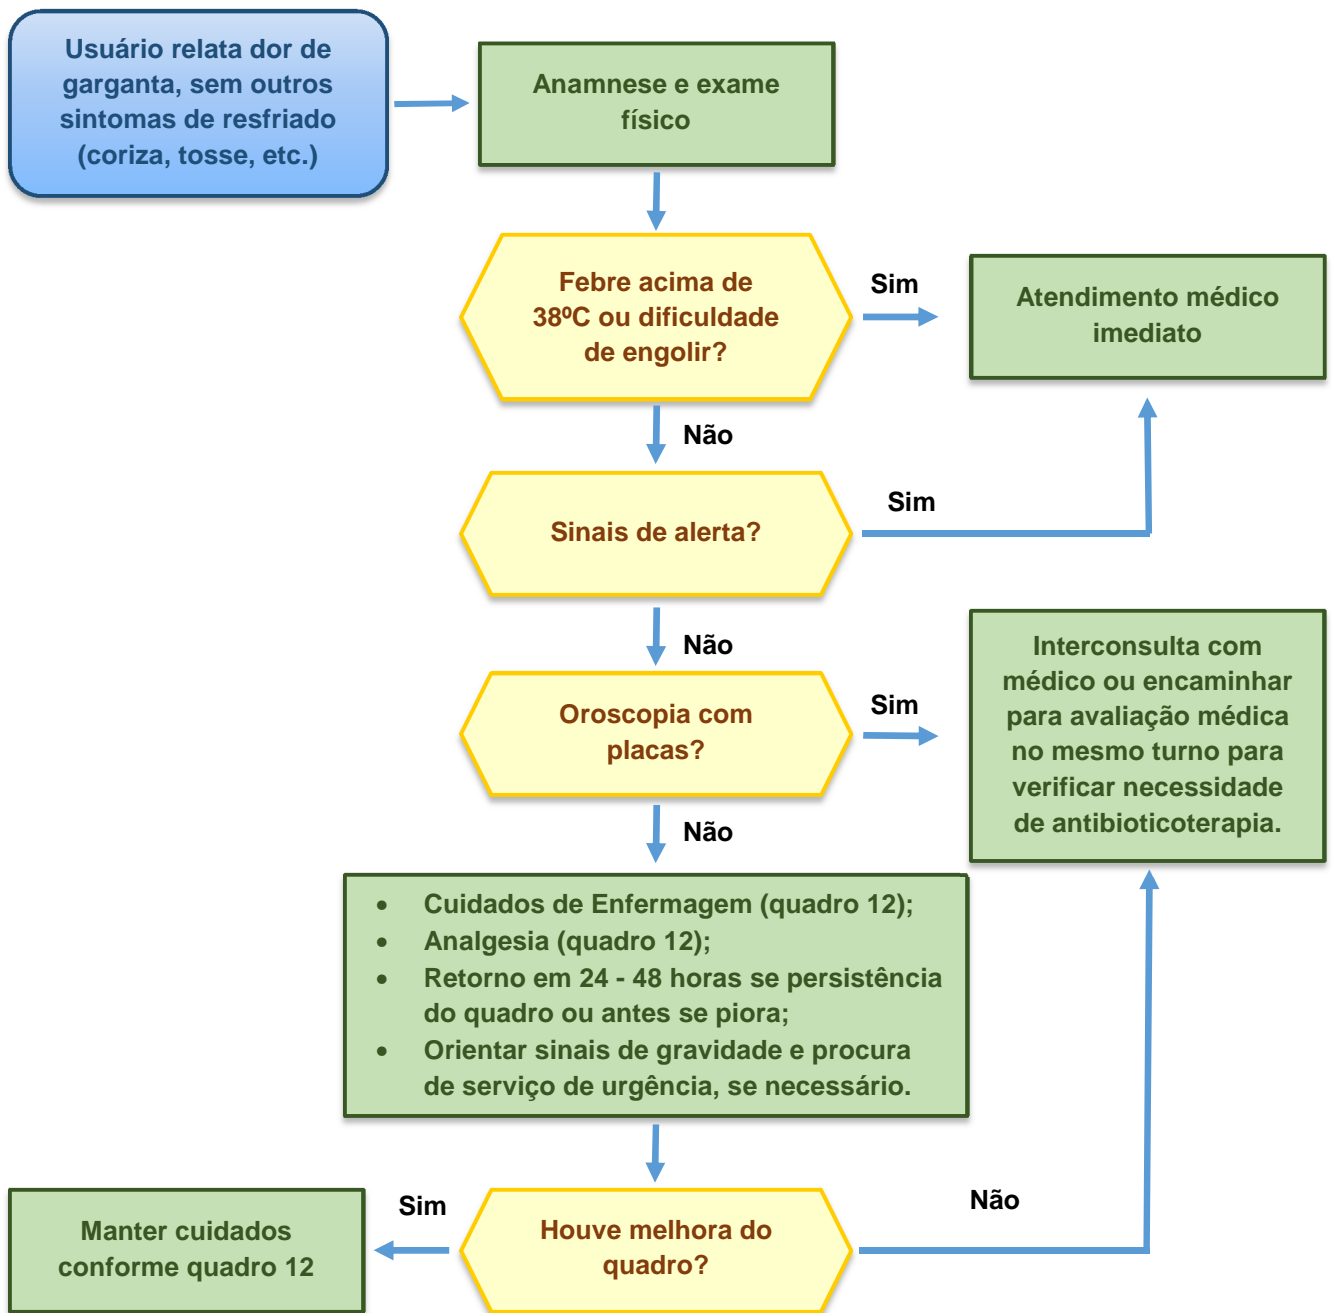 Usuário relata dor de
garganta, sem outros
sintomas de resfriado
(coriza, tosse, etc.)
Anamnese e exame
físico
Febre acima de
38ºC ou dificuldade
de engolir?
Sim
Atendimento médico
imediato
Não
Sinais de alerta?
Sim
Não
Oroscopia com
placas?
Sim
Interconsulta com
médico ou encaminhar
para avaliação médica
no mesmo turno para
verificar necessidade
de antibioticoterapia.
Não
• Cuidados de Enfermagem (quadro 12);
• Analgesia (quadro 12);
• Retorno em 24 - 48 horas se persistência
do quadro ou antes se piora;
• Orientar sinais de gravidade e procura
de serviço de urgência, se necessário.
Houve melhora do
quadro?
Sim
Manter cuidados
conforme quadro 12
Não